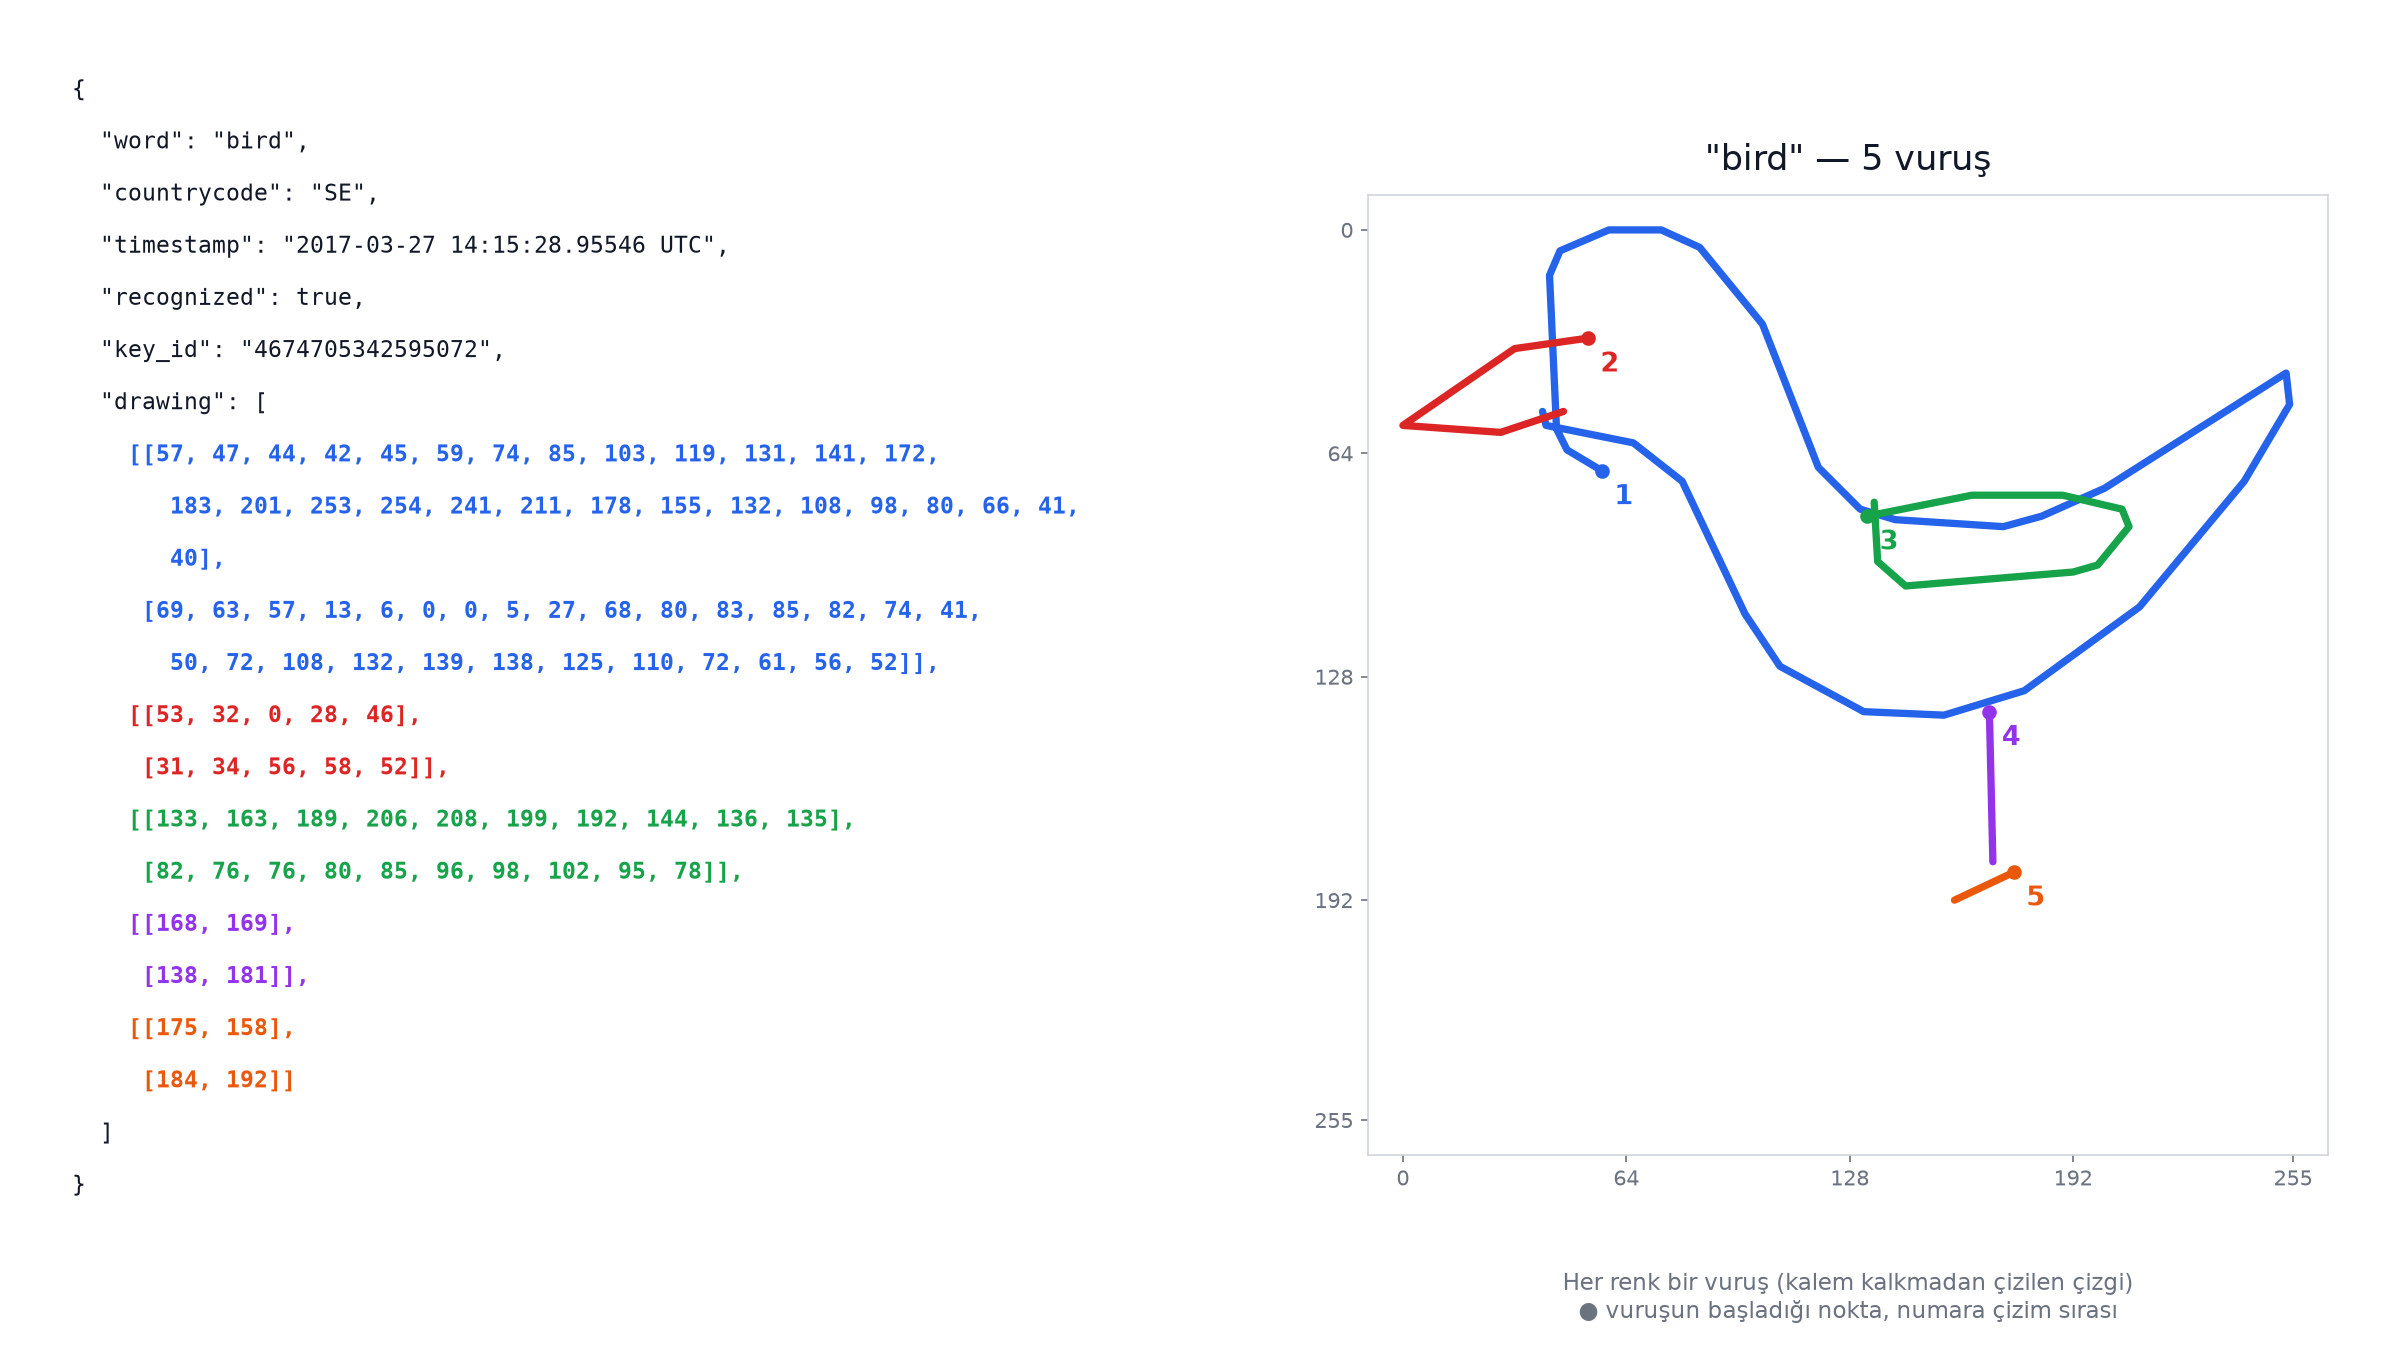 {
"word": "bird",
"countrycode": "SE",
"timestamp": "2017-03-27 14:15:28.95546 UTC",
"recognized": true,
"key_id": "4674705342595072",
"drawing": [
[[57, 47, 44, 42, 45, 59, 74, 85, 103, 119, 131, 141, 172,
183, 201, 253, 254, 241, 211, 178, 155, 132, 108, 98, 80, 66, 41,
40],
[69, 63, 57, 13, 6, 0, 0, 5, 27, 68, 80, 83, 85, 82, 74, 41,
50, 72, 108, 132, 139, 138, 125, 110, 72, 61, 56, 52]],
[[53, 32, 0, 28, 46],
[31, 34, 56, 58, 52]],
[[133, 163, 189, 206, 208, 199, 192, 144, 136, 135],
[82, 76, 76, 80, 85, 96, 98, 102, 95, 78]],
[[168, 169],
[138, 181]],
[[175, 158],
[184, 192]]
]
}
"bird" — 5 vuruş
0
64
128
192
255
1
2
3
4
5
0 64 128 192 255
Her renk bir vuruş (kalem kalkmadan çizilen çizgi)
● vuruşun başladığı nokta, numara çizim sırası